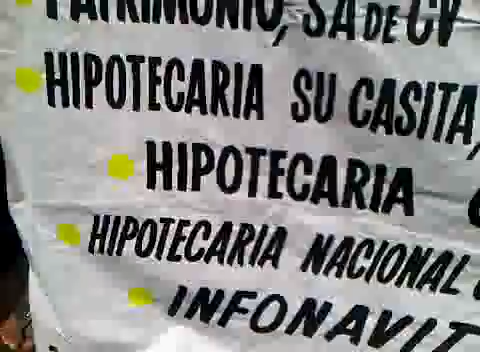 PATRIMONIO, SA DE CV
HIPOTECARIA SU CASITA,
HIPOTECARIA
HIPOTECARIA NACIONAL
INFONAVIT